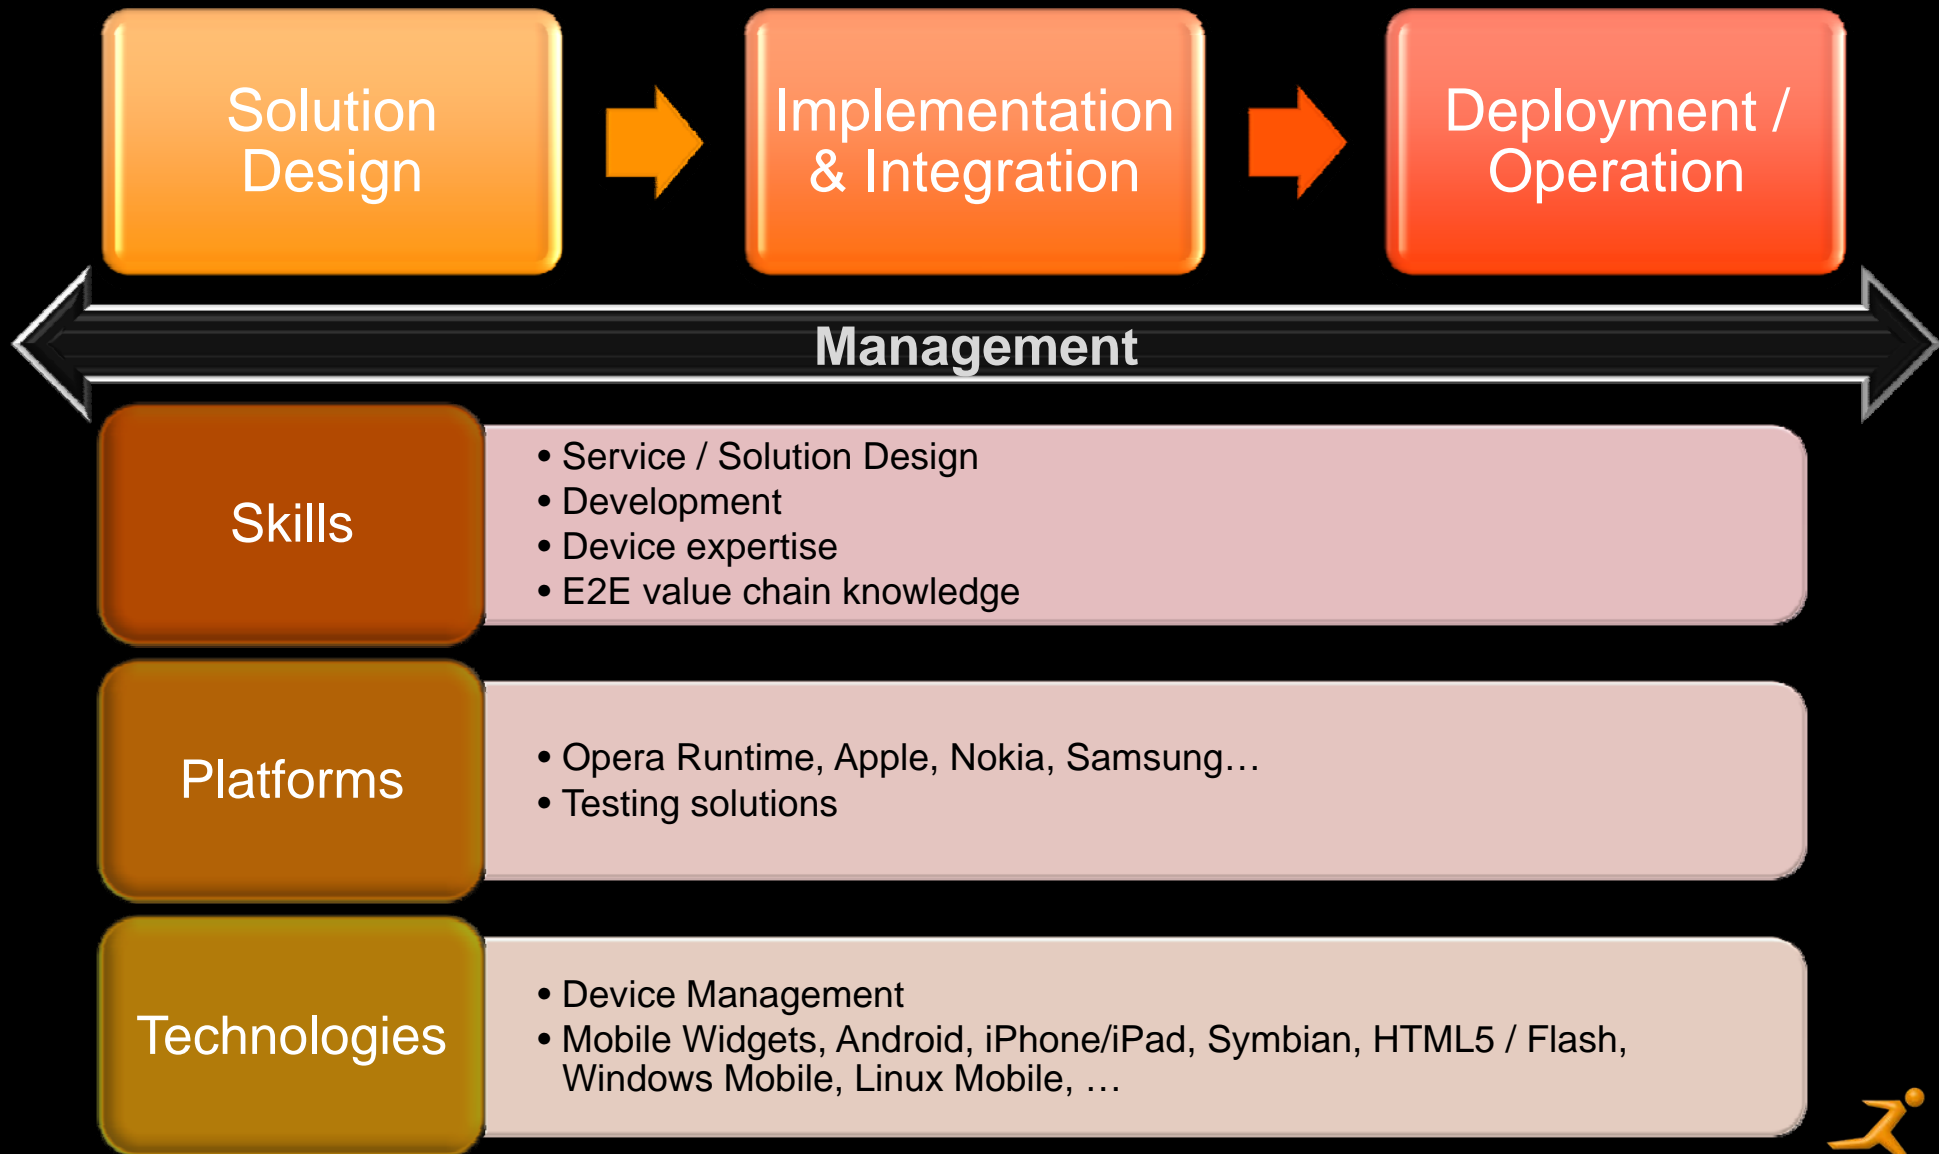 Solution
Design
Implementation
& Integration
Deployment /
Operation
Management
Skills
• Service / Solution Design
• Development
• Device expertise
• E2E value chain knowledge
Platforms
• Opera Runtime, Apple, Nokia, Samsung…
• Testing solutions
Technologies
• Device Management
• Mobile Widgets, Android, iPhone/iPad, Symbian, HTML5 / Flash,
Windows Mobile, Linux Mobile, …